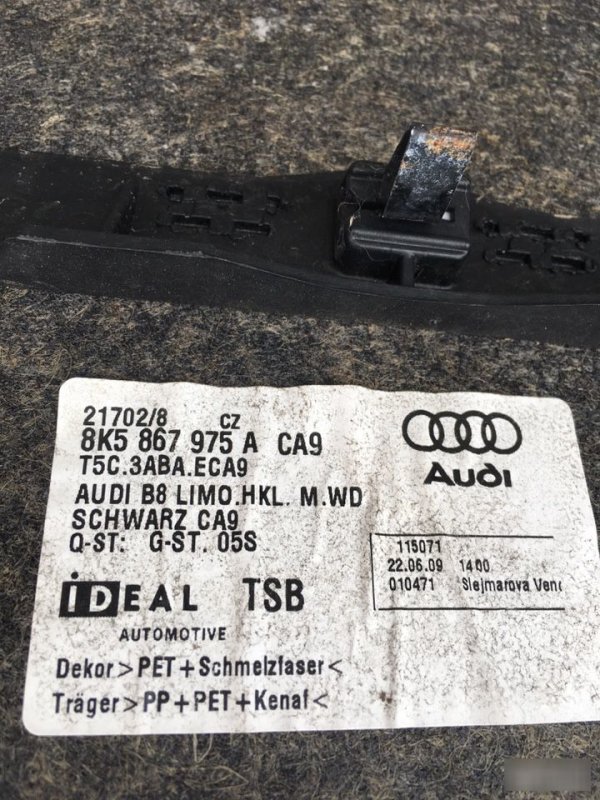 21702/8 CZ
8K5 867 975 A CA9
T5C.3ABA.ECA9
AUDI B8 LIMO.HKL. M.WD
SCHWARZ CA9
Q-ST: G-ST. 05S
Audi
115071
22.06.09 1400
010471 Slejmarova
iDEAL TSB
AUTOMOTIVE
Dekor>PET+Schmelzfaser<
Träger>PP+PET+Kenaf<